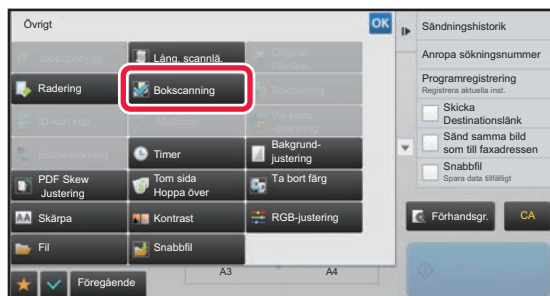 Övrigt
OK
Jobbuppbygg.
Lång. scannlä.
Original-
räknare
Radering
Bokscanning
Bokdelning
ID-kort kop.
Multicrop
Vis.korts
-skanning
Bildbeskärning
Timer
Bakgrund-
justering
PDF Skew
Justering
Tom sida
Hoppa över
Ta bort färg
Skärpa
Kontrast
RGB-justering
Fil
Snabbfil
Föregående
A3
A4
Sändningshistorik
Anropa sökningsnummer
Programregistrering
Registrera aktuella inst.
Skicka
Destinationslänk
Sänd samma bild
som till faxadressen
Snabbfil
Spara data tillfälligt
Förhandsgr.
CA